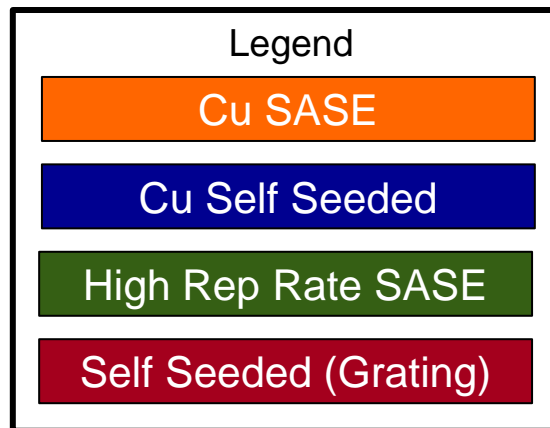 Legend
Cu SASE
Cu Self Seeded
High Rep Rate SASE
Self Seeded (Grating)